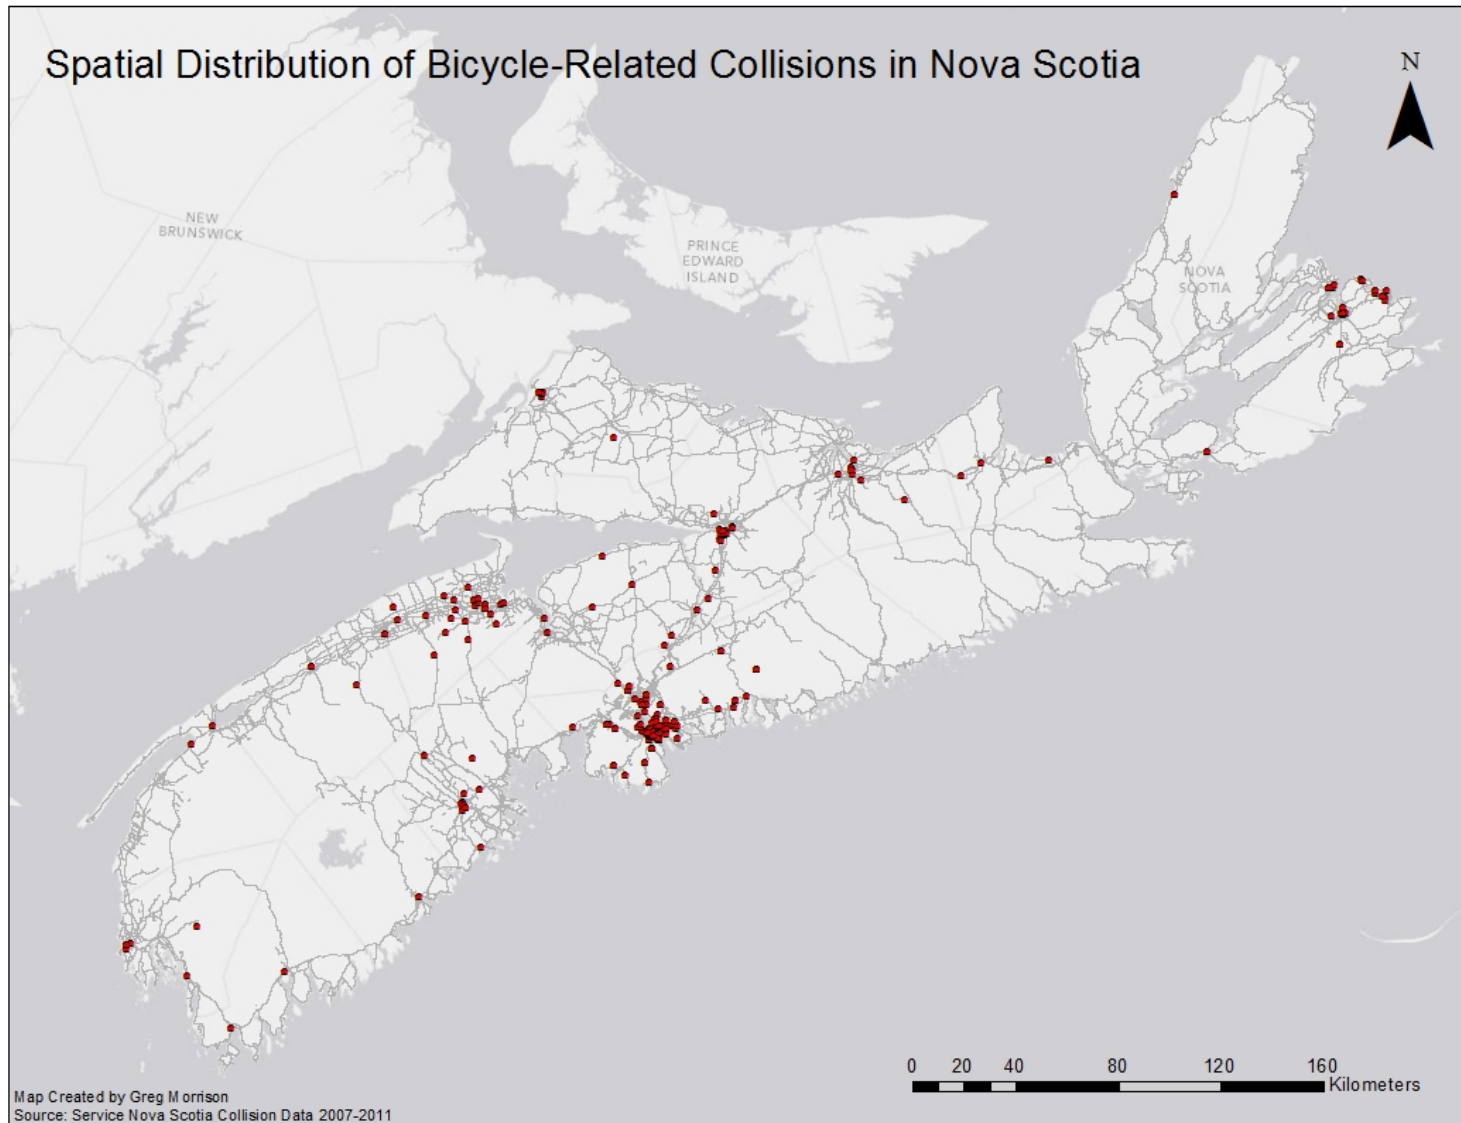 Spatial Distribution of Bicycle-Related Collisions in Nova Scotia
N
NEW
BRUNSWICK
PRINCE
EDWARD
ISLAND
NOVA
SCOTIA
0 20 40 80 120 160
Kilometers
Map Created by Greg Morrison
Source: Service Nova Scotia Collision Data 2007-2011